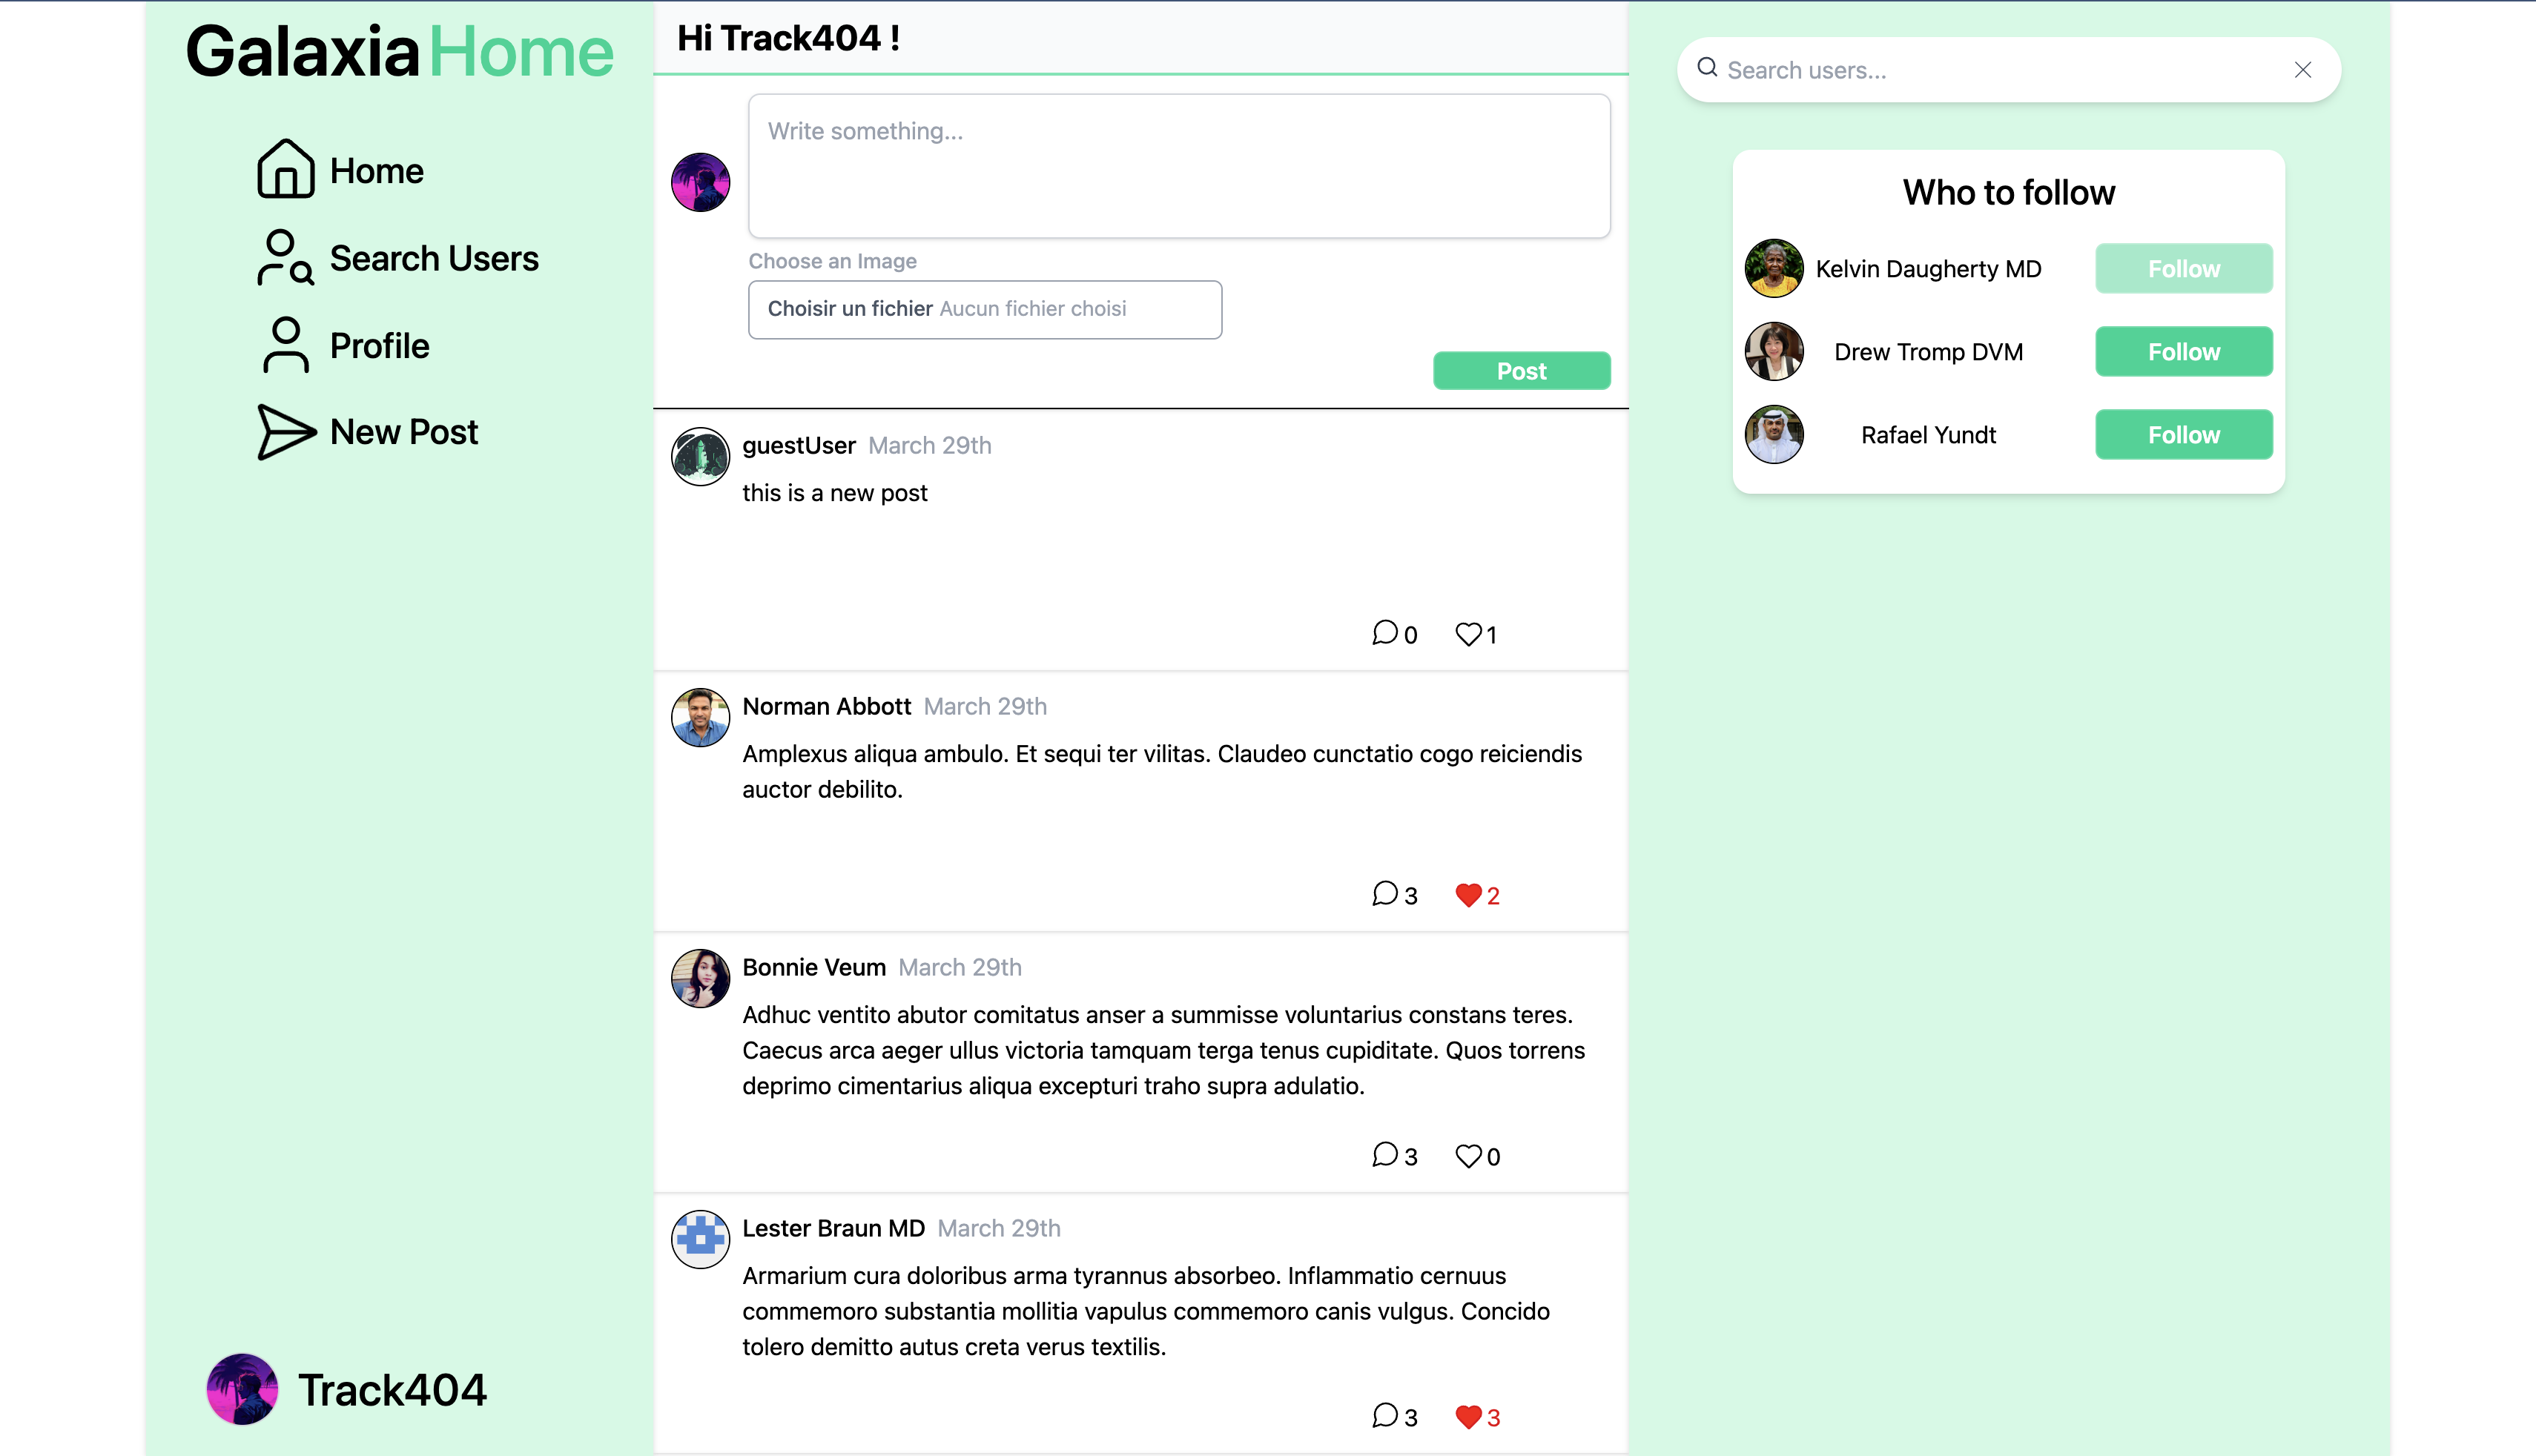 Galaxia Home
Home
Search Users
Profile
New Post
Track404
Hi Track404 !
Write something...
Choose an Image
Choisir un fichier Aucun fichier choisi
Post
guestUser March 29th
this is a new post
0 1
Norman Abbott March 29th
Amplexus aliqua ambulo. Et sequi ter vilitas. Claudeo cunctatio cogo reiciendis
auctor debilito.
3 2
Bonnie Veum March 29th
Adhuc ventito abutor comitatus anser a summisse voluntarius constans teres.
Caecus arca aeger ullus victoria tamquam terga tenus cupiditate. Quos torrens
deprimo cimentarius aliqua excepturi traho supra adulatio.
3 0
Lester Braun MD March 29th
Armarium cura doloribus arma tyrannus absorbeo. Inflammatio cernuus
commemoro substantia mollitia vapulus commemoro canis vulgus. Concido
tolero demitto autus creta verus textilis.
3 3
Search users...
Who to follow
Kelvin Daugherty MD Follow
Drew Tromp DVM Follow
Rafael Yundt Follow